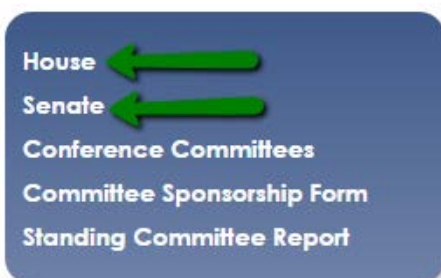 House
Senate
Conference Committees
Committee Sponsorship Form
Standing Committee Report